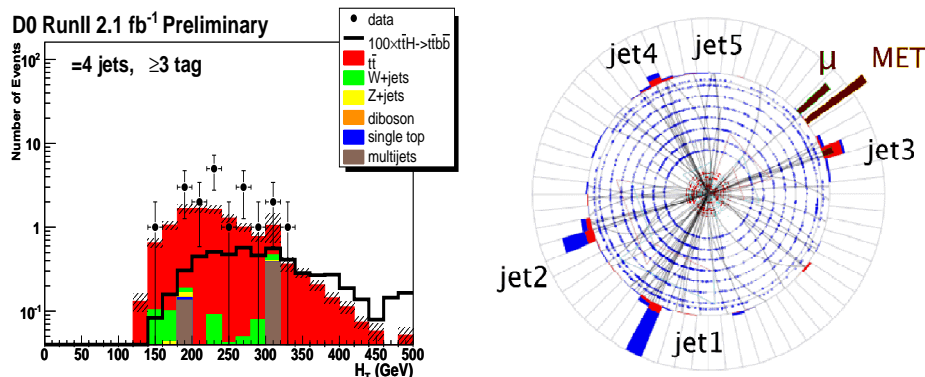 D0 RunII 2.1 fb⁻¹ Preliminary
=4 jets, ≥3 tag
Number of Events
10²
10
1
10⁻¹
0 50 100 150 200 250 300 350 400 450 500
H_T (GeV)
data
100×tt̄H->tt̄bb̄
tt̄
W+jets
Z+jets
diboson
single top
multijets
jet4
jet5
μ
MET
jet3
jet2
jet1